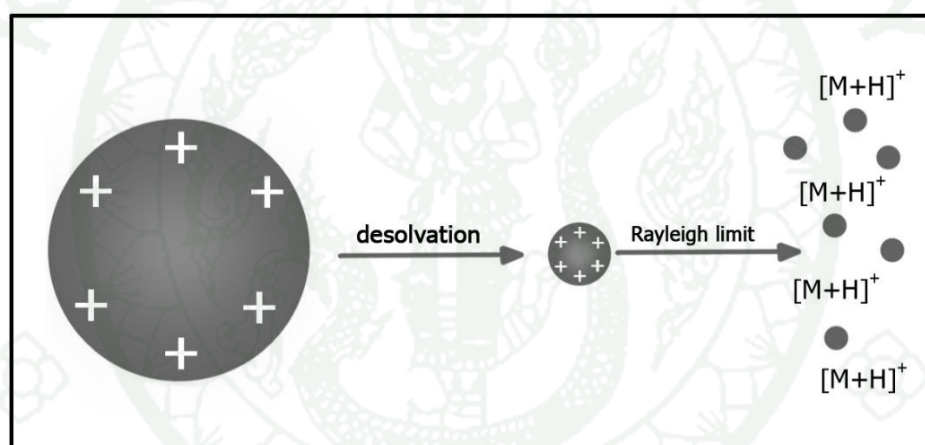 [M+H]⁺
[M+H]⁺
desolvation
Rayleigh limit
[M+H]⁺
[M+H]⁺